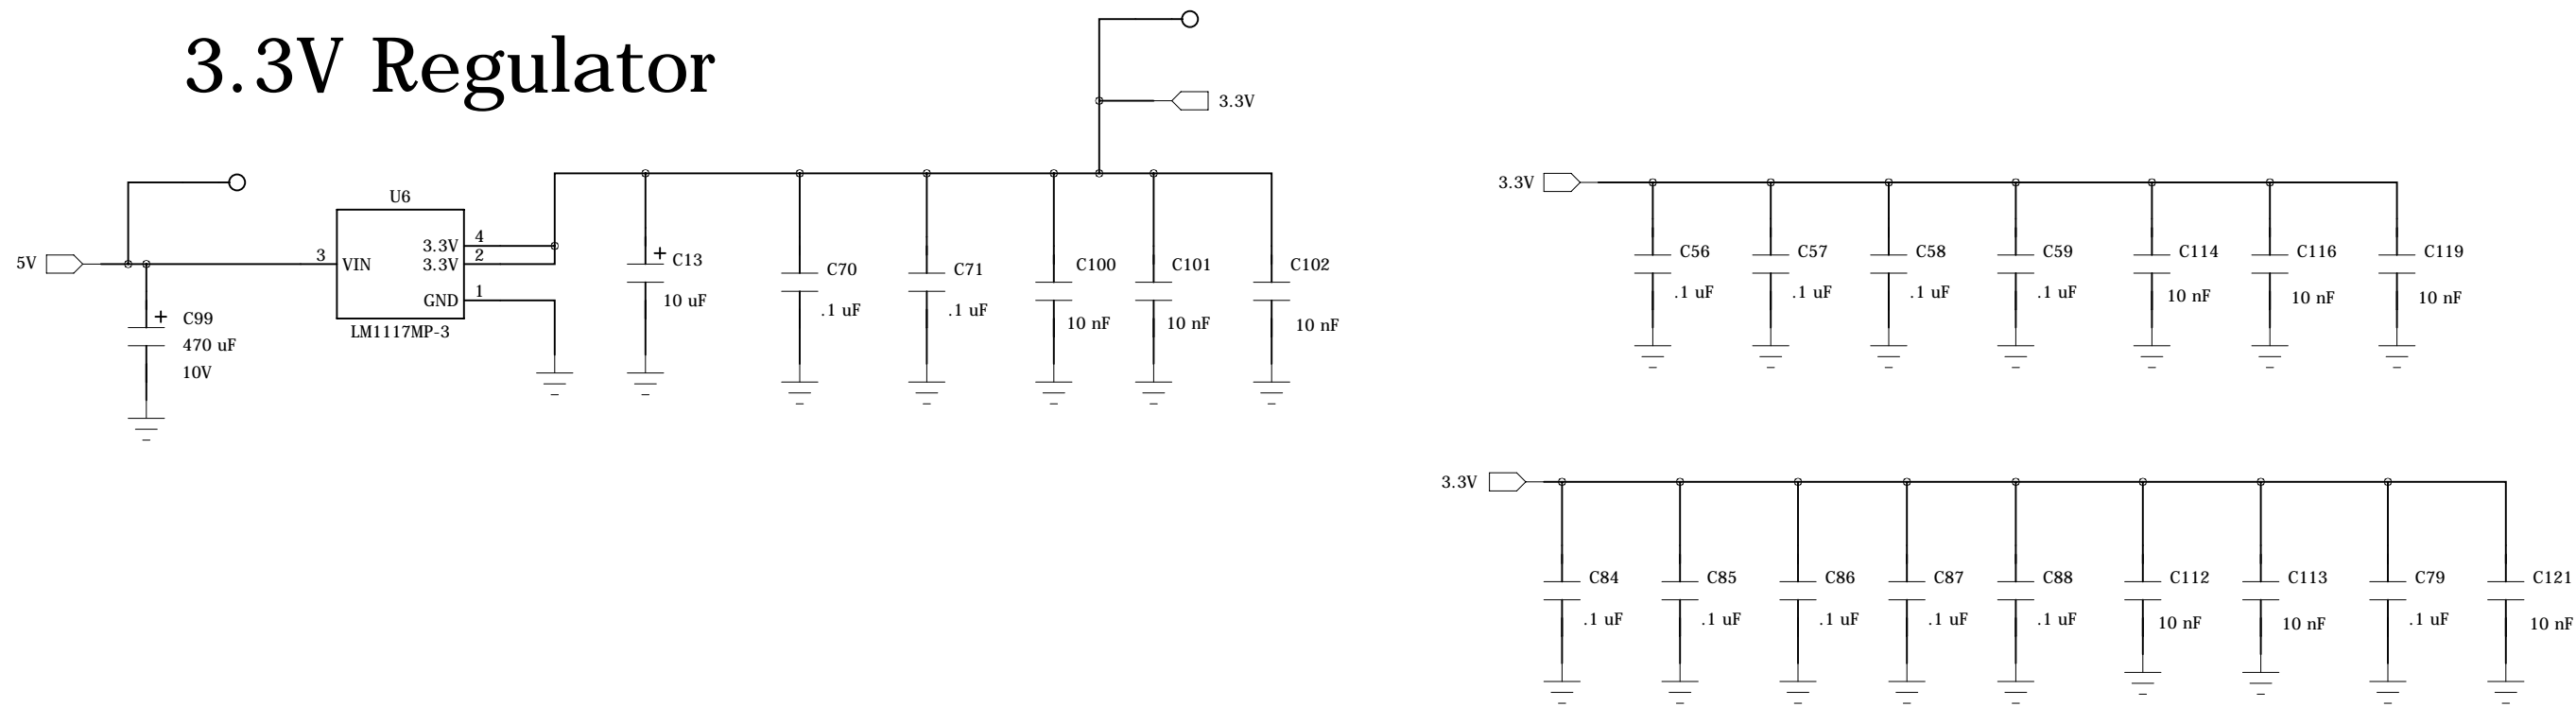 3.3V Regulator
3.3V
5V
U6
3
VIN
3.3V
4
3.3V
2
GND
1
LM1117MP-3
+ C99
470 uF
10V
+ C13
10 uF
C70
.1 uF
C71
.1 uF
C100
10 nF
C101
10 nF
C102
10 nF
3.3V
C56
.1 uF
C57
.1 uF
C58
.1 uF
C59
.1 uF
C114
10 nF
C116
10 nF
C119
10 nF
3.3V
C84
.1 uF
C85
.1 uF
C86
.1 uF
C87
.1 uF
C88
.1 uF
C112
10 nF
C113
10 nF
C79
.1 uF
C121
10 nF